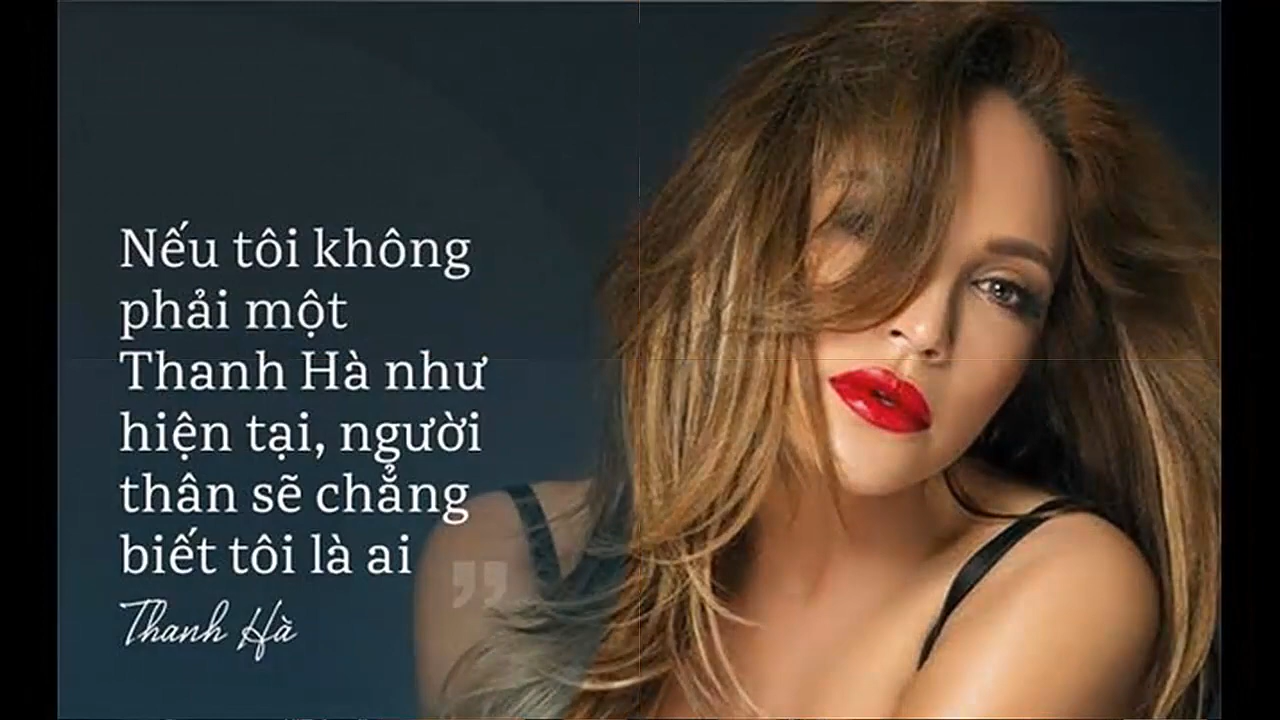 Nếu tôi không
phải một
Thanh Hà như
hiện tại, người
thân sẽ chẳng
biết tôi là ai
”
Thanh Hà